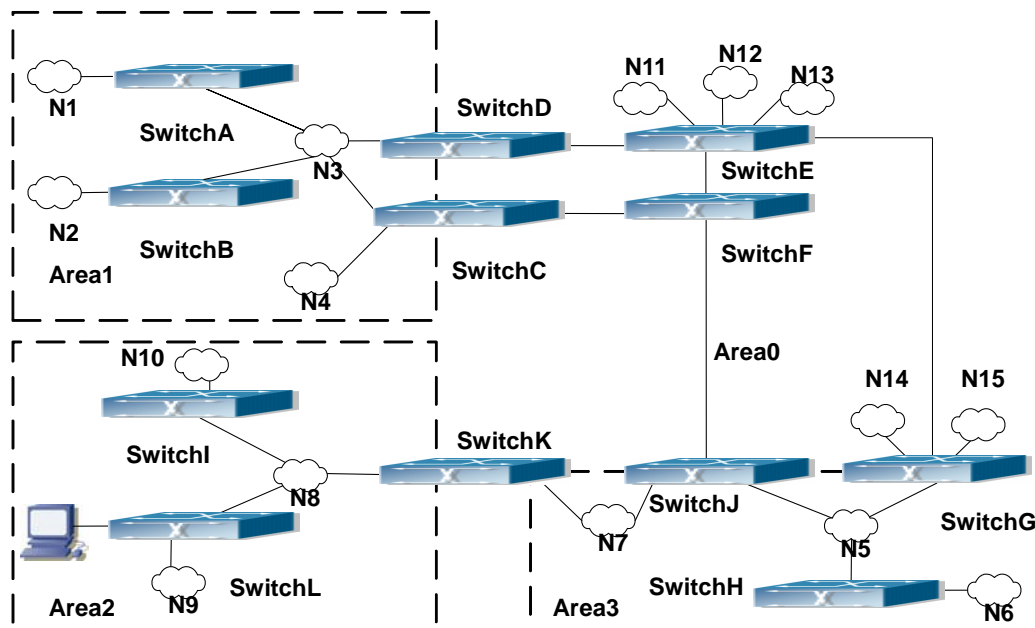 N11
N12
N13
N1
SwitchA
SwitchD
N3
SwitchE
N2
SwitchB
SwitchF
Area1
N4
SwitchC
Area0
N10
N14
N15
SwitchI
SwitchK
N8
SwitchJ
SwitchG
N7
N5
SwitchL
SwitchH
Area2
N9
Area3
N6